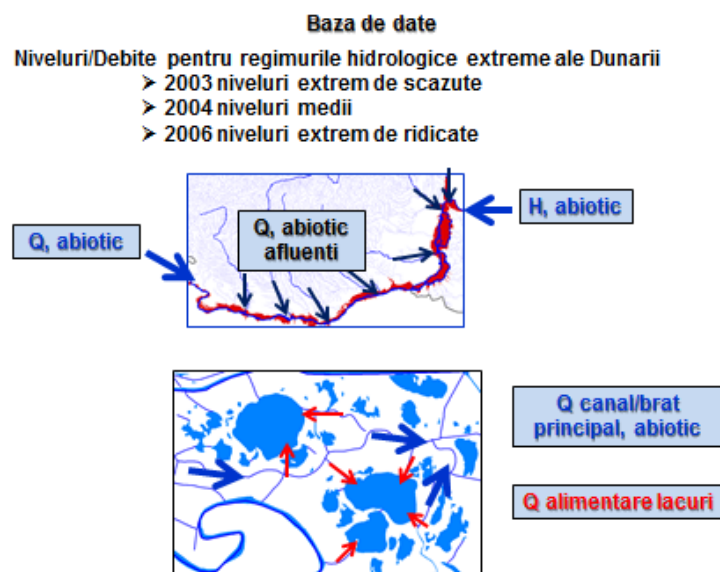 Baza de date
Niveluri/Debite pentru regimurile hidrologice extreme ale Dunarii
➤ 2003 niveluri extrem de scazute
➤ 2004 niveluri medii
➤ 2006 niveluri extrem de ridicate
Q, abiotic
Q, abiotic
afluenti
H, abiotic
Q canal/brat
principal, abiotic
Q alimentare lacuri